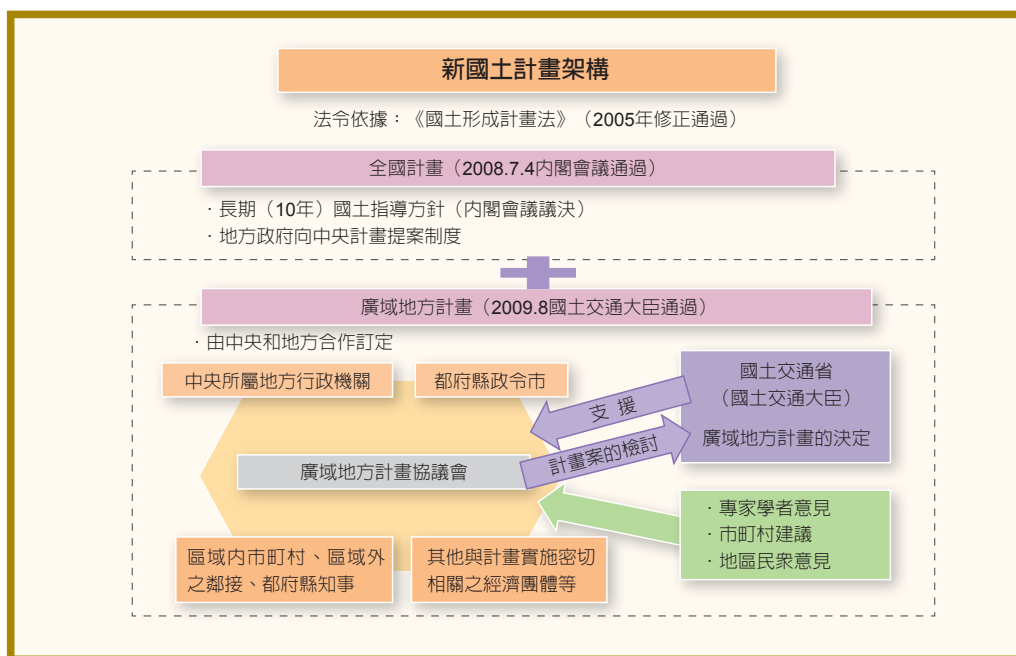 新國土計畫架構
法令依據：《國土形成計畫法》（2005年修正通過）
全國計畫（2008.7.4內閣會議通過）
·長期（10年）國土指導方針（內閣會議議決）
·地方政府向中央計畫提案制度
廣域地方計畫（2009.8國土交通大臣通過）
·由中央和地方合作訂定
中央所屬地方行政機關
都府縣政令市
支 援
計畫案的檢討
國土交通省
（國土交通大臣）
廣域地方計畫的決定
廣域地方計畫協議會
·專家學者意見
·市町村建議
·地區民衆意見
區域內市町村、區域外
之鄰接、都府縣知事
其他與計畫實施密切
相關之經濟團體等